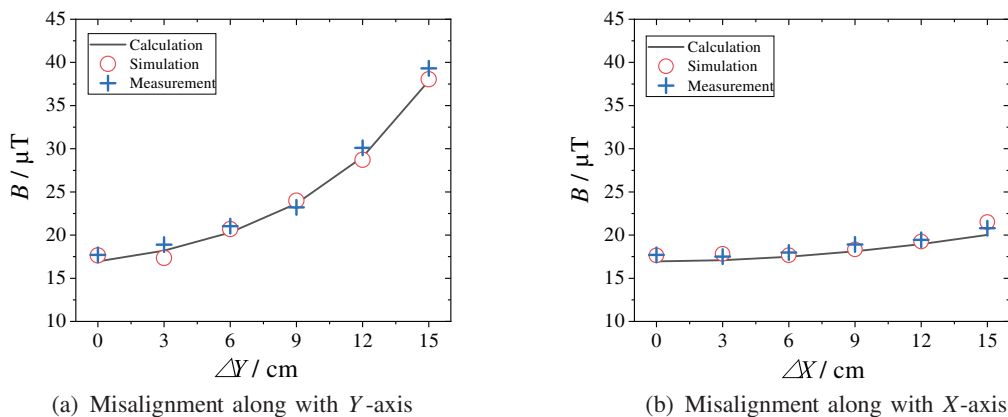 45
40
35
30
25
20
15
10
B / μT
Calculation
Simulation
Measurement
0 3 6 9 12 15
△Y / cm
(a) Misalignment along with Y-axis
45
40
35
30
25
20
15
10
B / μT
Calculation
Simulation
Measurement
0 3 6 9 12 15
△X / cm
(b) Misalignment along with X-axis